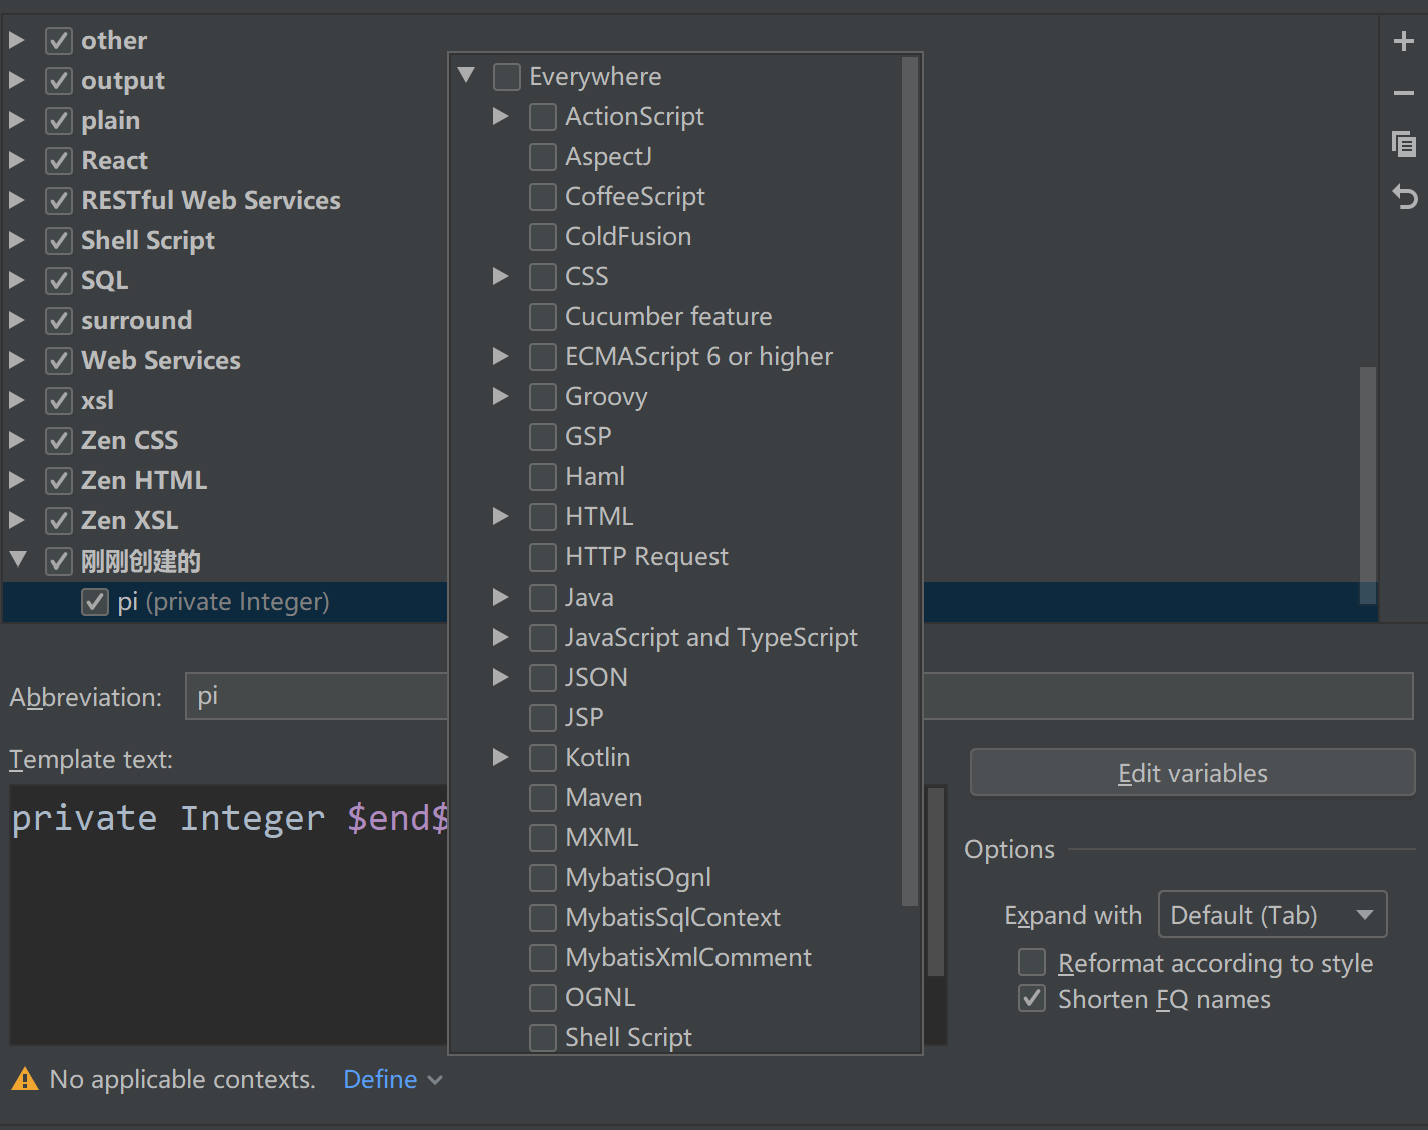 other
output
plain
React
RESTful Web Services
Shell Script
SQL
surround
Web Services
xsl
Zen CSS
Zen HTML
Zen XSL
刚刚创建的
pi (private Integer)
Everywhere
ActionScript
AspectJ
CoffeeScript
ColdFusion
CSS
Cucumber feature
ECMAScript 6 or higher
Groovy
GSP
Haml
HTML
HTTP Request
Java
JavaScript and TypeScript
JSON
JSP
Kotlin
Maven
MXML
MybatisOgnl
MybatisSqlContext
MybatisXmlComment
OGNL
Shell Script
Abbreviation: pi
Template text:
private Integer $end$
Edit variables
Options
Expand with Default (Tab)
Reformat according to style
Shorten FQ names
No applicable contexts. Define